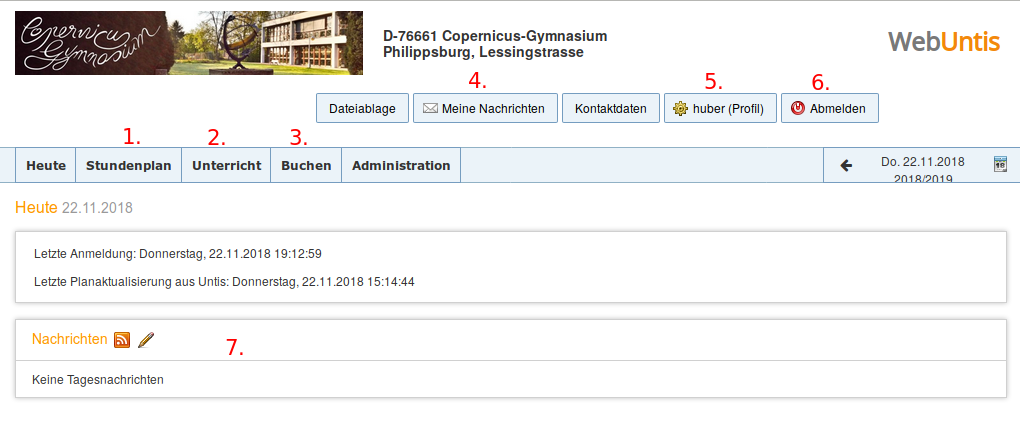 Copernicus
Gymnasium
D-76661 Copernicus-Gymnasium
Philippsburg, Lessingstrasse
WebUntis
4.
5.
6.
Dateiablage
Meine Nachrichten
Kontaktdaten
huber (Profil)
Abmelden
1.
2.
3.
Heute
Stundenplan
Unterricht
Buchen
Administration
Do. 22.11.2018
2018/2019
18
Heute 22.11.2018
Letzte Anmeldung: Donnerstag, 22.11.2018 19:12:59
Letzte Planaktualisierung aus Untis: Donnerstag, 22.11.2018 15:14:44
Nachrichten
7.
Keine Tagesnachrichten